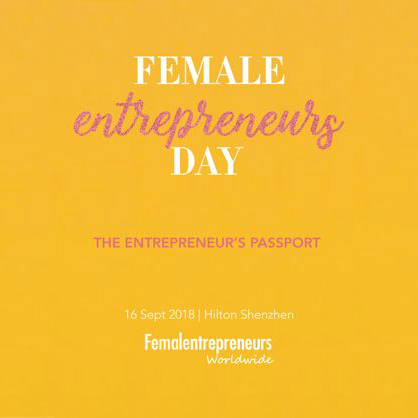 FEMALE
entrepreneurs
DAY
THE ENTREPRENEUR'S PASSPORT
16 Sept 2018 | Hilton Shenzhen
Femalentrepreneurs
Worldwide